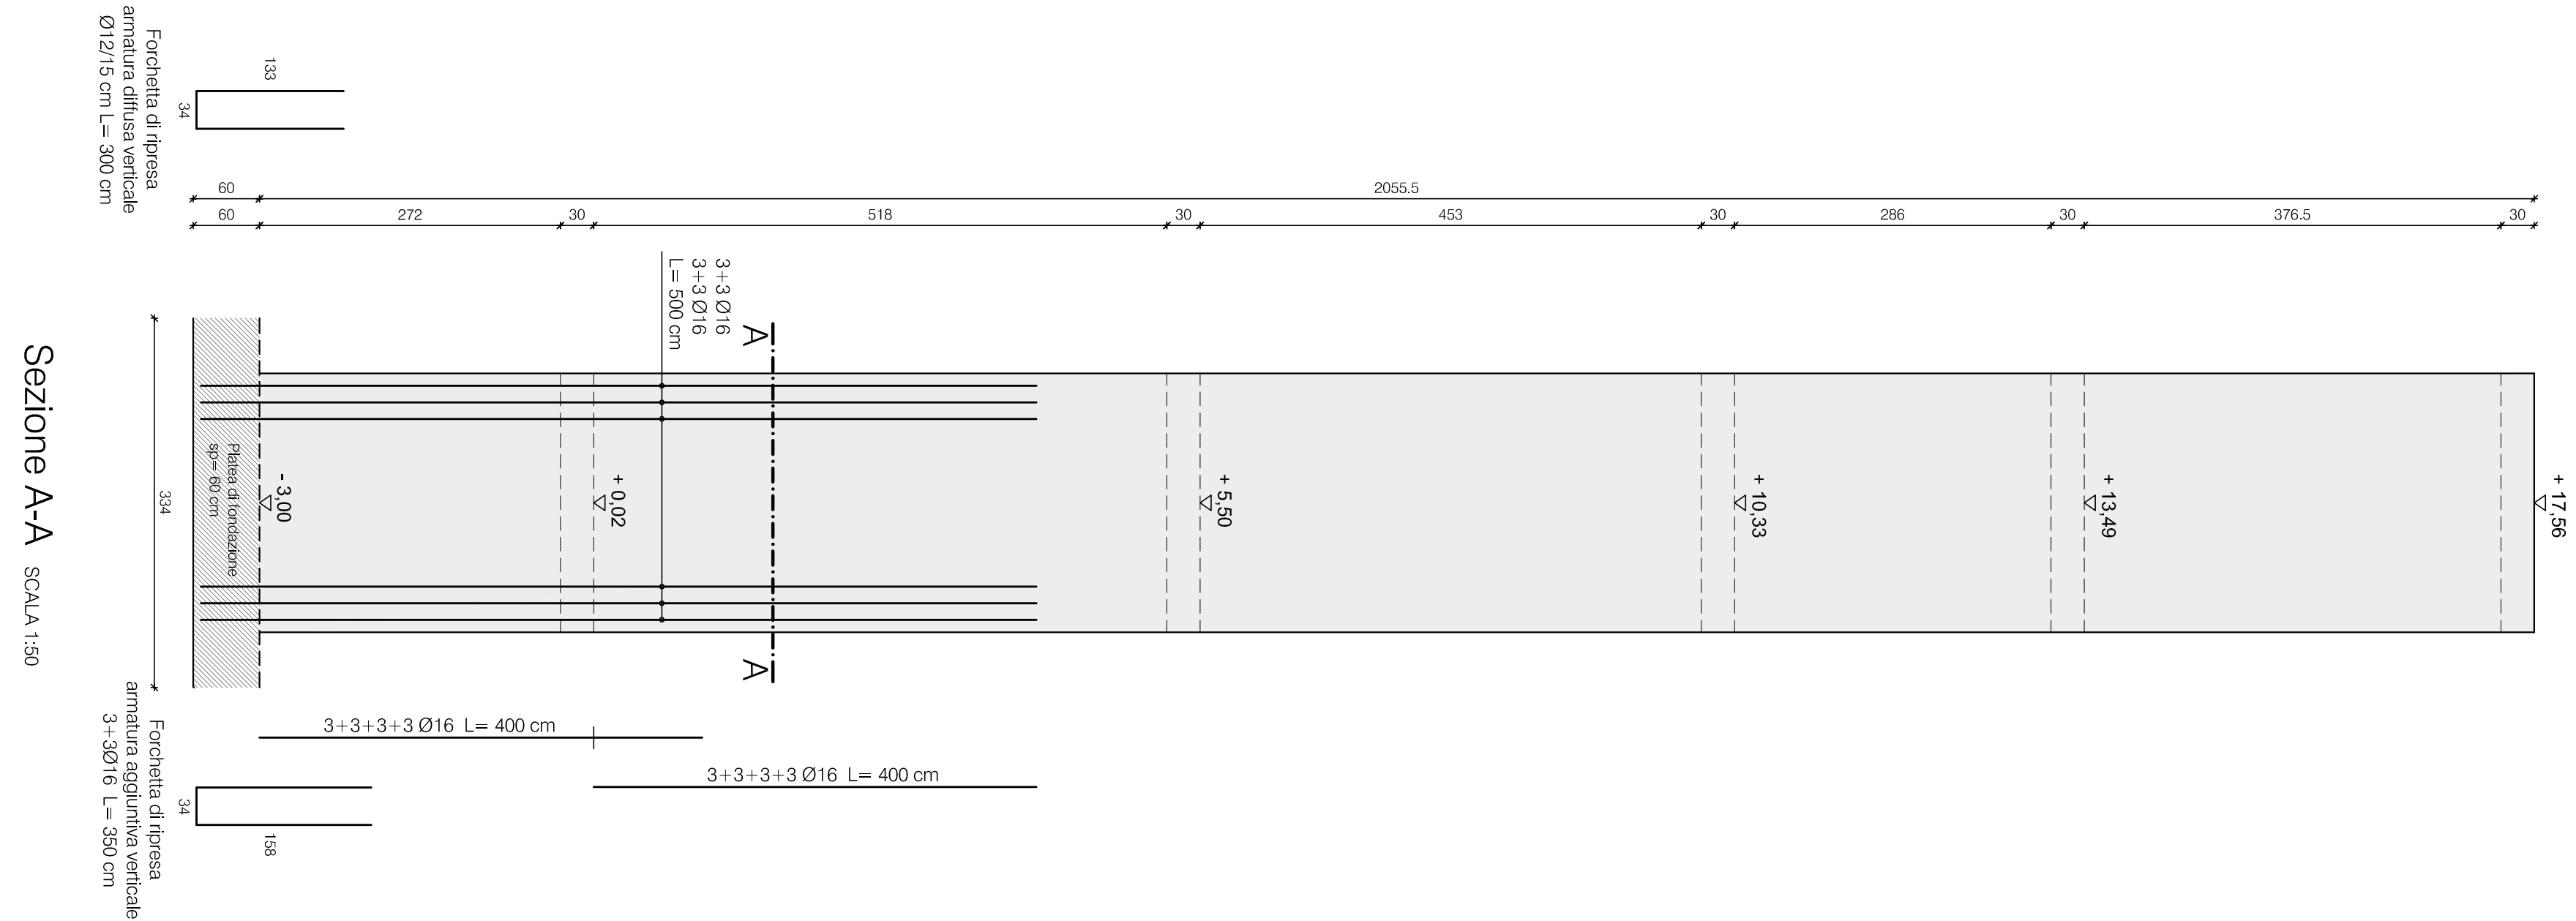 Forchetta di ripresa
armatura diffusa verticale
Ø12/15 cm L= 300 cm
133
34
60
2055.5
60
272
30
518
30
453
30
286
30
376.5
30
3+3 Ø16
3+3 Ø16
L= 500 cm
A
A
Platea di fondazione
sp= 60 cm
- 3,00
+ 0,02
+ 5,50
+ 10,33
+ 13,49
+ 17,56
334
Sezione A-A SCALA 1:50
3+3+3+3 Ø16 L= 400 cm
3+3+3+3 Ø16 L= 400 cm
Forchetta di ripresa
armatura aggiuntiva verticale
3+3Ø16 L= 350 cm
34
158